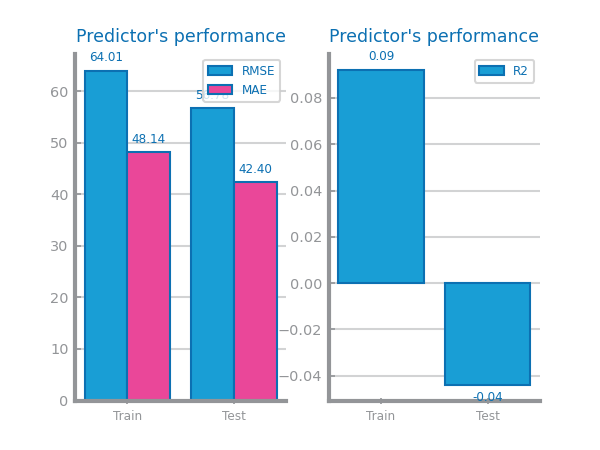 Predictor's performance
64.01
48.14
42.40
RMSE
MAE
60
50
40
30
20
10
0
Train
Test
Predictor's performance
0.09
-0.04
R2
0.08
0.06
0.04
0.02
0.00
−0.02
−0.04
Train
Test